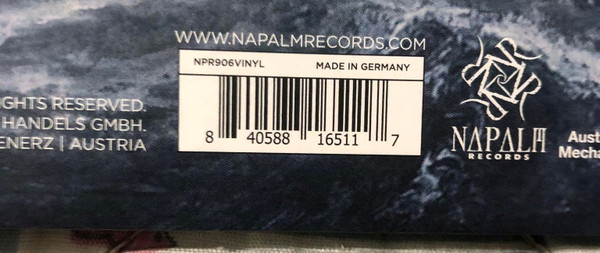 WWW.NAPALMRECORDS.COM
NPR906VINYL MADE IN GERMANY
GHTS RESERVED.
HANDELS GMBH.
ENERZ | AUSTRIA
8 40588 16511 7
NAPALM
RECORDS
Aust
Mecha